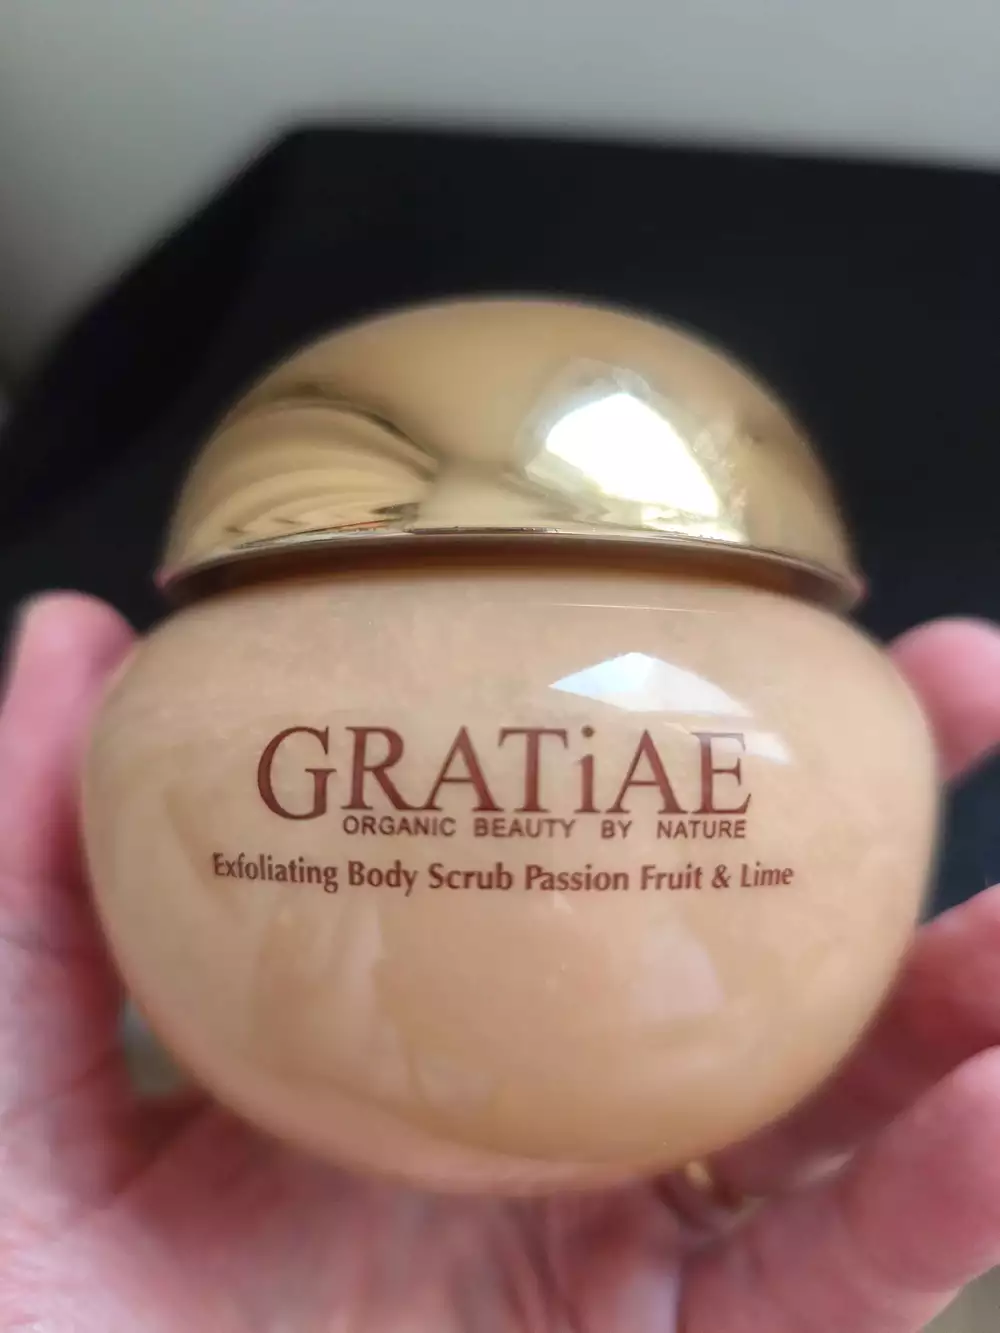 GRATiAE
ORGANIC BEAUTY BY NATURE
Exfoliating Body Scrub Passion Fruit & Lime